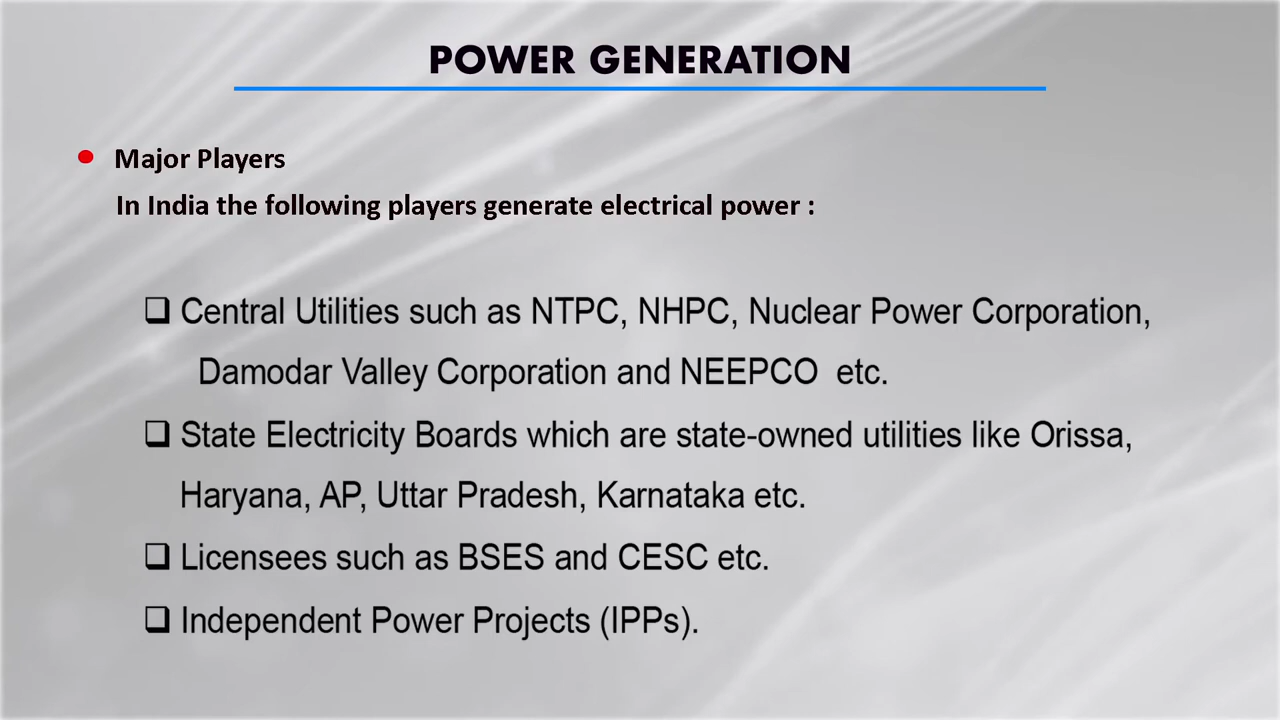 POWER GENERATION
Major Players
In India the following players generate electrical power :
Central Utilities such as NTPC, NHPC, Nuclear Power Corporation,
Damodar Valley Corporation and NEEPCO etc.
State Electricity Boards which are state-owned utilities like Orissa,
Haryana, AP, Uttar Pradesh, Karnataka etc.
Licensees such as BSES and CESC etc.
Independent Power Projects (IPPs).